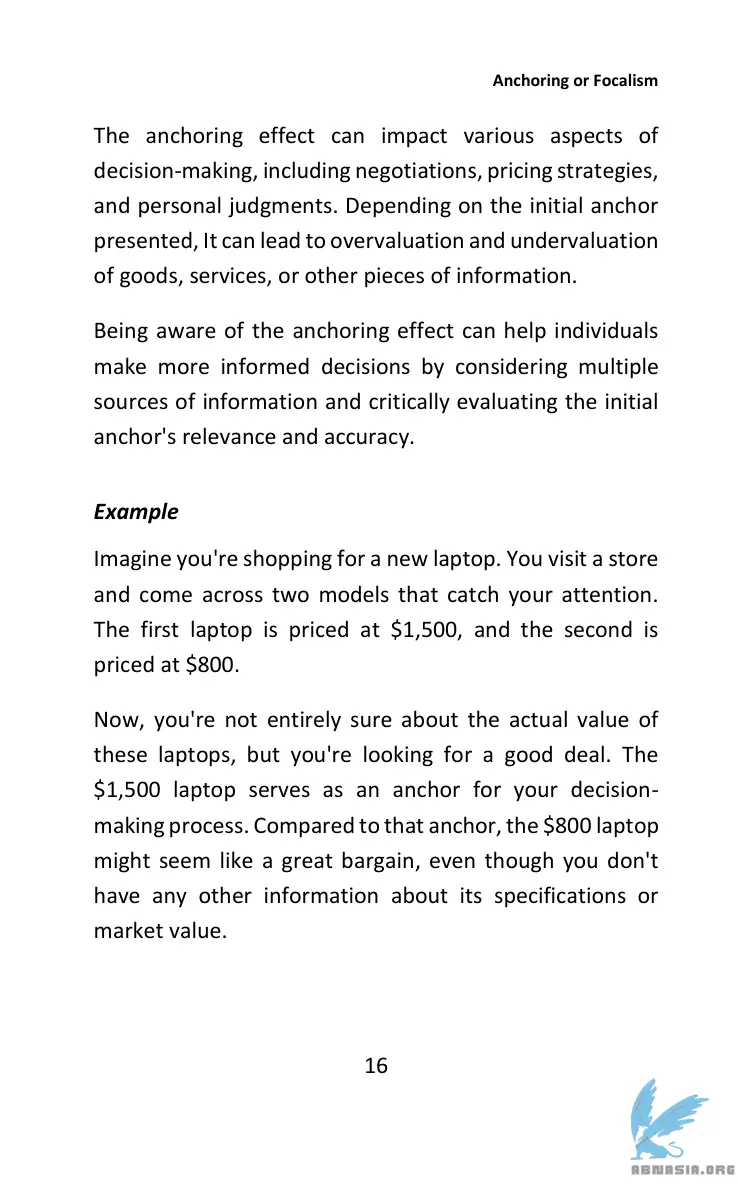 Anchoring or Focalism
The anchoring effect can impact various aspects of
decision-making, including negotiations, pricing strategies,
and personal judgments. Depending on the initial anchor
presented, It can lead to overvaluation and undervaluation
of goods, services, or other pieces of information.
Being aware of the anchoring effect can help individuals
make more informed decisions by considering multiple
sources of information and critically evaluating the initial
anchor's relevance and accuracy.
Example
Imagine you're shopping for a new laptop. You visit a store
and come across two models that catch your attention.
The first laptop is priced at $1,500, and the second is
priced at $800.
Now, you're not entirely sure about the actual value of
these laptops, but you're looking for a good deal. The
$1,500 laptop serves as an anchor for your decision-
making process. Compared to that anchor, the $800 laptop
might seem like a great bargain, even though you don't
have any other information about its specifications or
market value.
16
ABNASIA.ORG